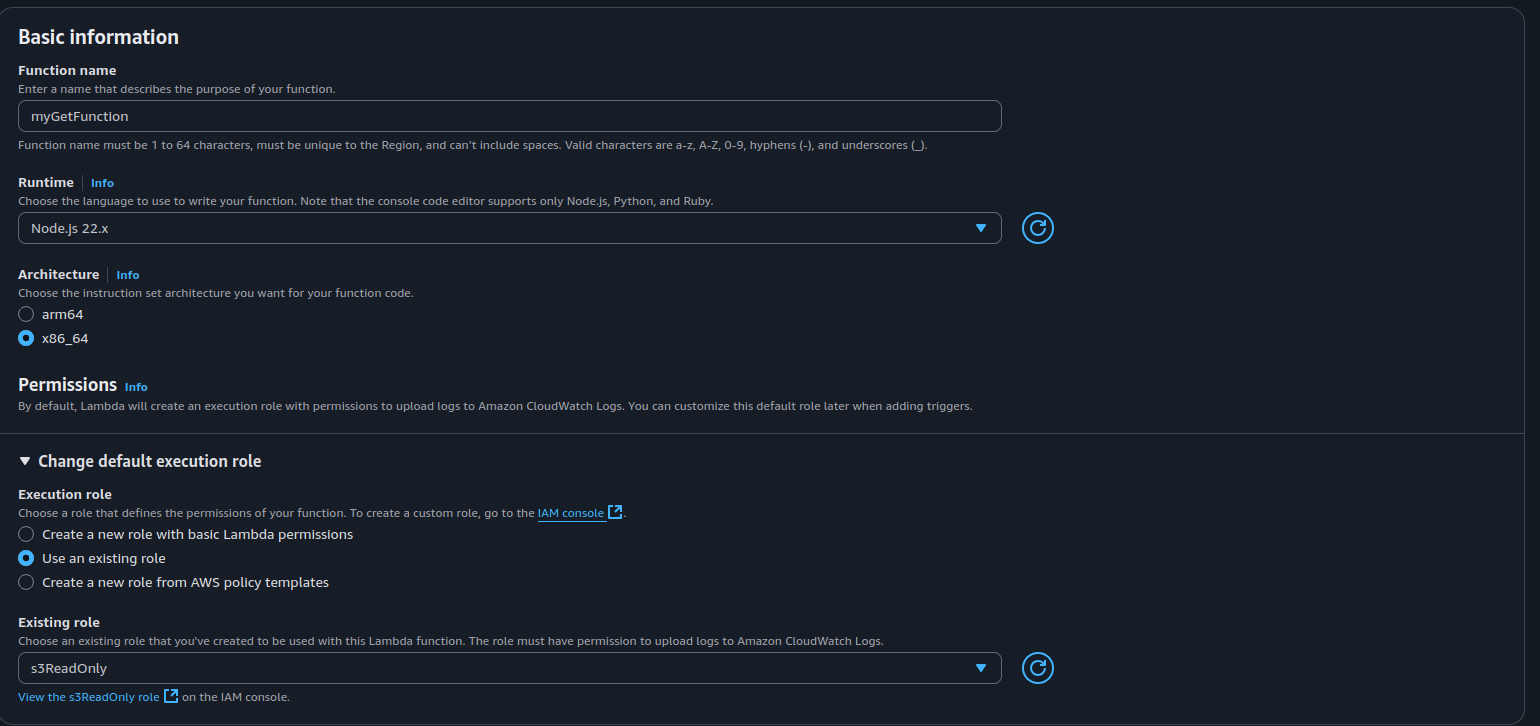 Basic information
Function name
Enter a name that describes the purpose of your function.
myGetFunction
Function name must be 1 to 64 characters, must be unique to the Region, and can't include spaces. Valid characters are a-z, A-Z, 0-9, hyphens (-), and underscores (_).
Runtime Info
Choose the language to use to write your function. Note that the console code editor supports only Node.js, Python, and Ruby.
Node.js 22.x
Architecture Info
Choose the instruction set architecture you want for your function code.
arm64
x86_64
Permissions Info
By default, Lambda will create an execution role with permissions to upload logs to Amazon CloudWatch Logs. You can customize this default role later when adding triggers.
Change default execution role
Execution role
Choose a role that defines the permissions of your function. To create a custom role, go to the IAM console.
Create a new role with basic Lambda permissions
Use an existing role
Create a new role from AWS policy templates
Existing role
Choose an existing role that you've created to be used with this Lambda function. The role must have permission to upload logs to Amazon CloudWatch Logs.
s3ReadOnly
View the s3ReadOnly role on the IAM console.